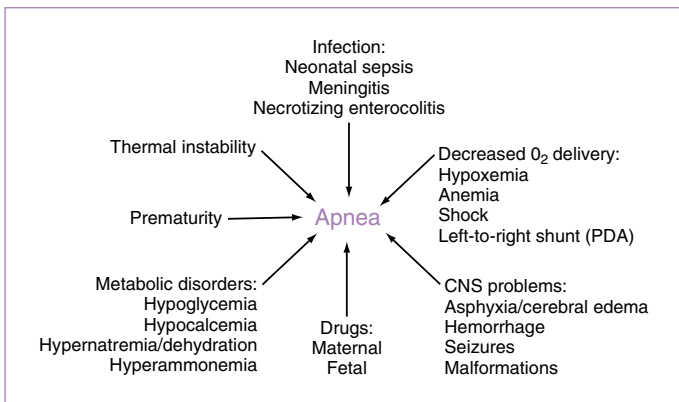 Infection:
Neonatal sepsis
Meningitis
Necrotizing enterocolitis
Thermal instability
Decreased 0₂ delivery:
Hypoxemia
Anemia
Shock
Left-to-right shunt (PDA)
Prematurity
Apnea
Metabolic disorders:
Hypoglycemia
Hypocalcemia
Hypernatremia/dehydration
Hyperammonemia
Drugs:
Maternal
Fetal
CNS problems:
Asphyxia/cerebral edema
Hemorrhage
Seizures
Malformations